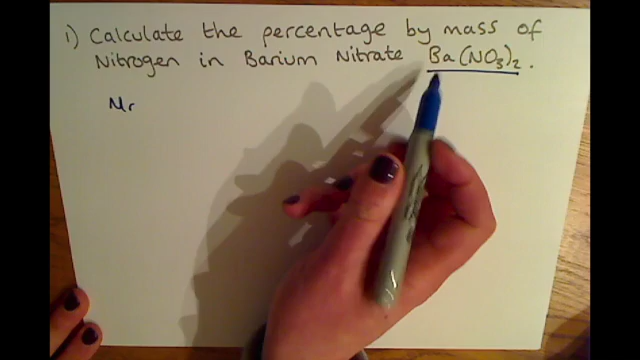 1) Calculate the percentage by mass of
Nitrogen in Barium Nitrate Ba(NO₃)₂.
Mr